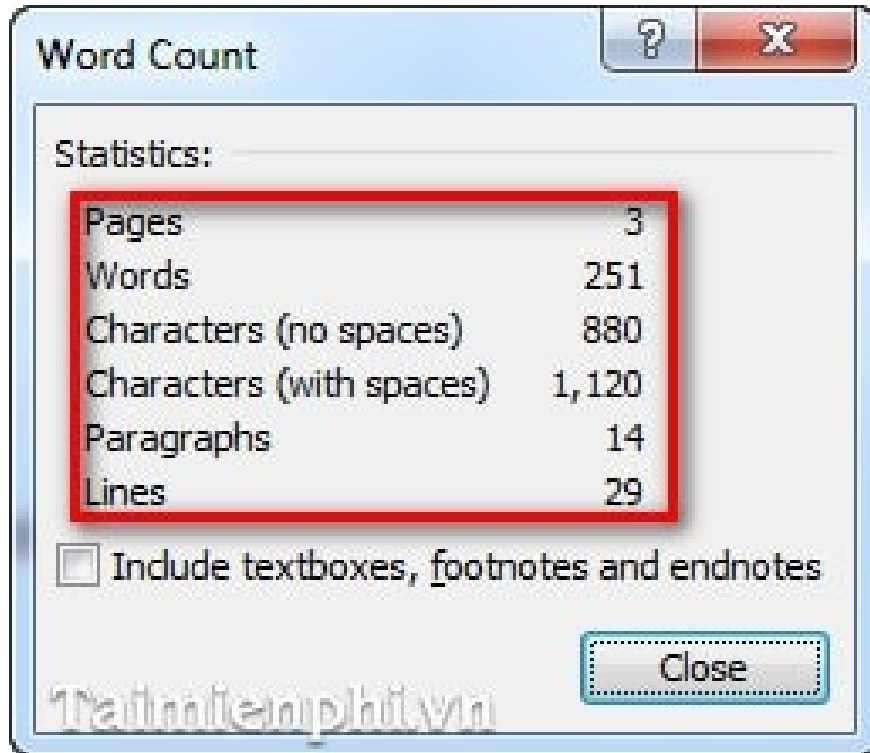 Word Count
Statistics:
Pages 3
Words 251
Characters (no spaces) 880
Characters (with spaces) 1,120
Paragraphs 14
Lines 29
Include textboxes, footnotes and endnotes
Close
Taimienphi.vn